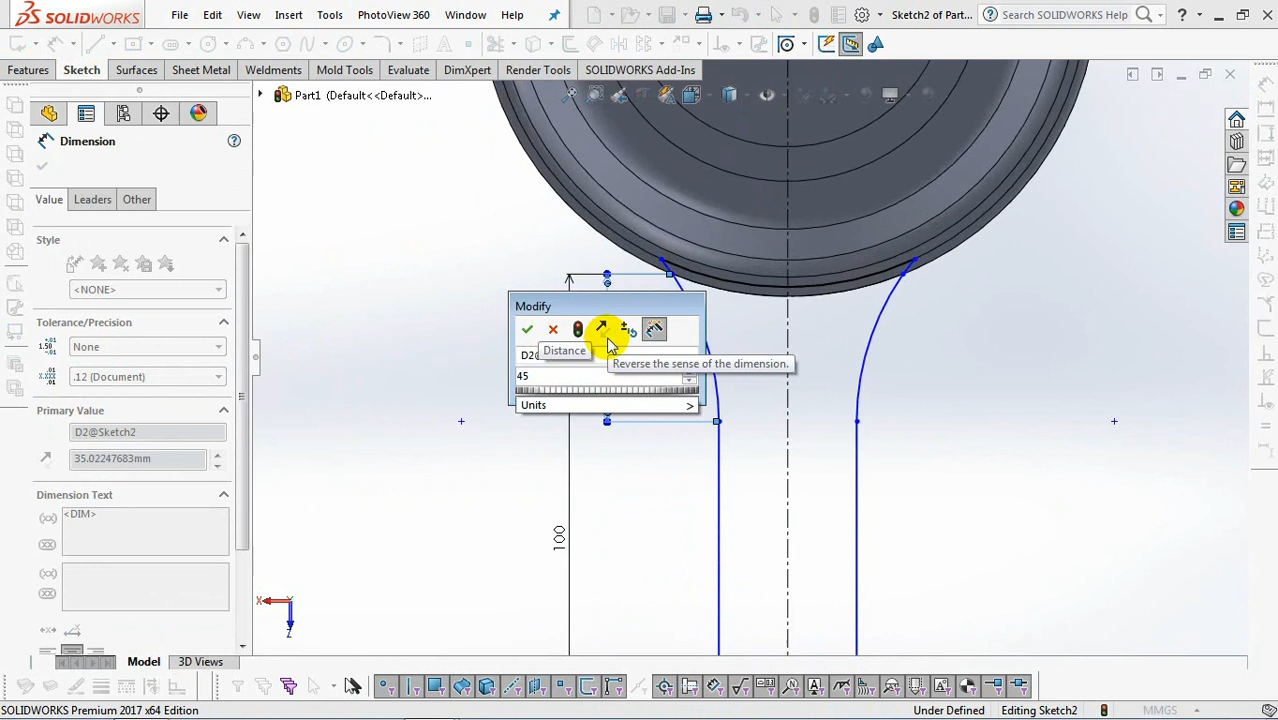 SOLIDWORKS
File Edit View Insert Tools PhotoView 360 Window Help
Sketch2 of Part...
Search SOLIDWORKS Help
Features Sketch Surfaces Sheet Metal Weldments Mold Tools Evaluate DimXpert Render Tools SOLIDWORKS Add-Ins
Part1 (Default<<Default>...
Dimension
Value Leaders Other
Style
<NONE>
Tolerance/Precision
None
.12 (Document)
Primary Value
D2@Sketch2
35.02247683mm
Dimension Text
<DIM>
Modify
D2@
Distance
Reverse the sense of the dimension.
45
Units >
100
X
Z
Model 3D Views
SOLIDWORKS Premium 2017 x64 Edition
Under Defined Editing Sketch2 MMGS